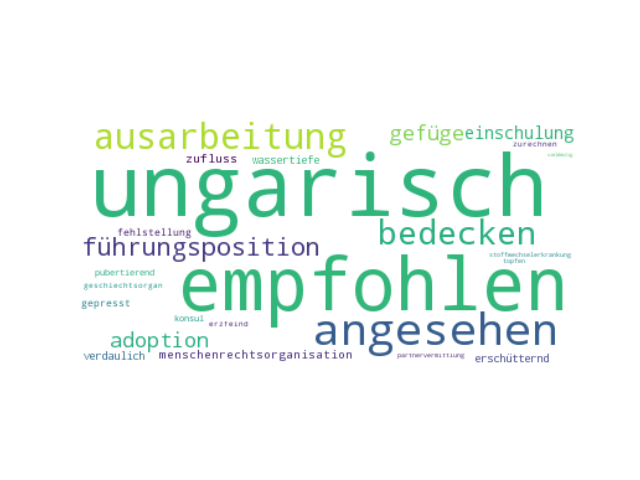 ausarbeitung
gefüge
einschulung
zurechnen
zufluss
wassertiefe
ungarisch
fehlstellung
bedecken
führungsposition
stoffwechselerkrankung
topfen
pubertierend
geschlechtsorgan
empfohlen
gepresst
konsul
erzfeind
angesehen
adoption
verdaulich
menschenrechtsorganisation
partnervermittlung
erschütternd